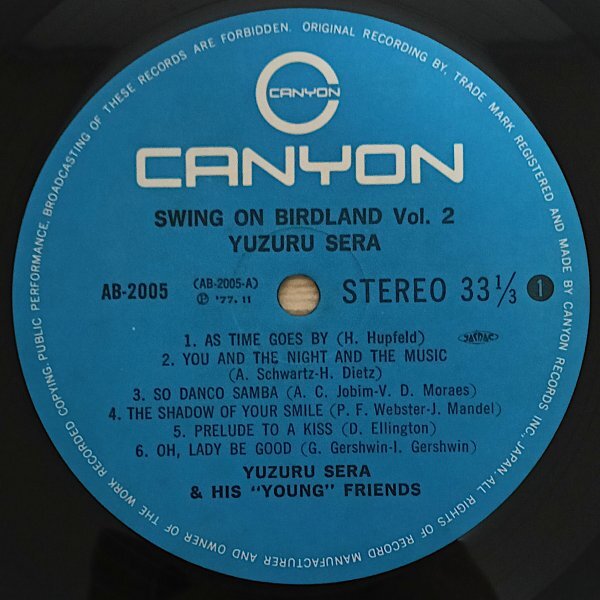 CANYON
CANYON
SWING ON BIRDLAND Vol. 2
YUZURU SERA
AB-2005
(AB-2005-A)
Ⓟ '77. 11
STEREO 33 1/3
1
1. AS TIME GOES BY (H. Hupfeld)
JASRAC
2. YOU AND THE NIGHT AND THE MUSIC
(A. Schwartz-H. Dietz)
3. SO DANCO SAMBA (A. C. Jobim-V. D. Moraes)
4. THE SHADOW OF YOUR SMILE (P. F. Webster-J. Mandel)
5. PRELUDE TO A KISS (D. Ellington)
6. OH, LADY BE GOOD (G. Gershwin-I. Gershwin)
YUZURU SERA
& HIS "YOUNG" FRIENDS
ORIGINAL RECORDING BY, TRADE MARK REGISTERED AND MADE BY CANYON RECORDS INC, JAPAN. ALL RIGHTS OF RECORD MANUFACTURER AND OWNER OF THE WORK RECORDED COPYING, PUBLIC PERFORMANCE, BROADCASTING OF THESE RECORDS ARE FORBIDDEN.